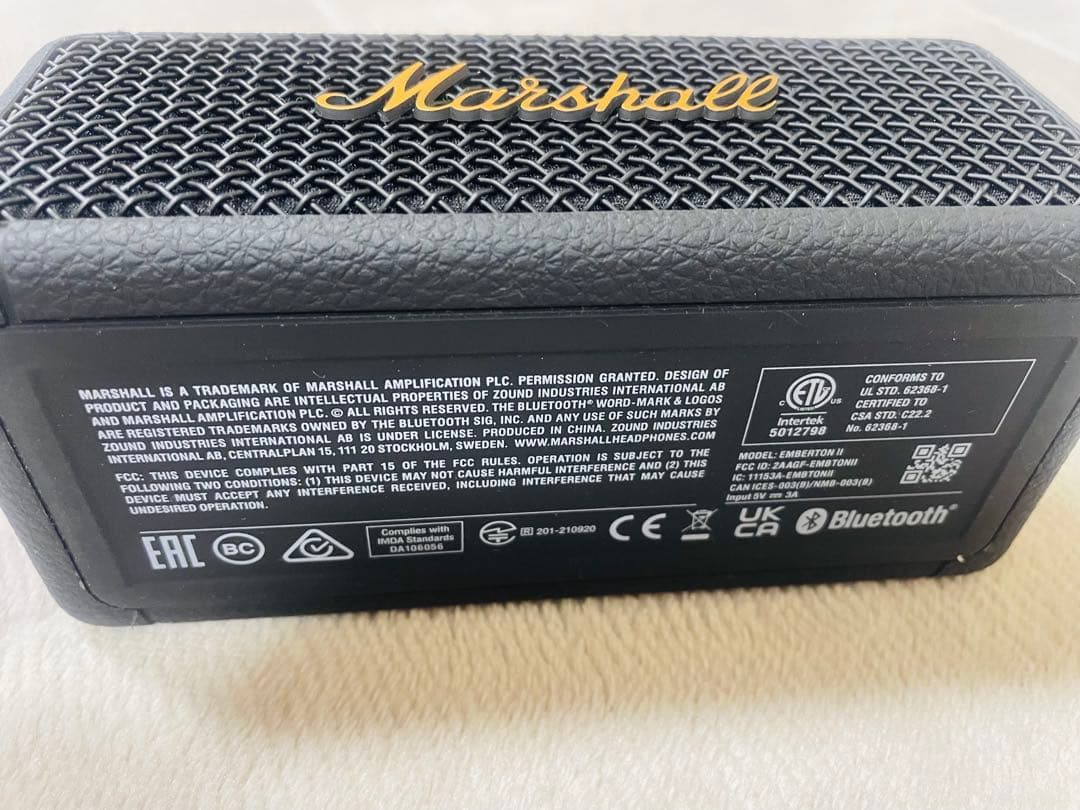 Marshall
MARSHALL IS A TRADEMARK OF MARSHALL AMPLIFICATION PLC. PERMISSION GRANTED. DESIGN OF
PRODUCT AND PACKAGING ARE INTELLECTUAL PROPERTIES OF ZOUND INDUSTRIES INTERNATIONAL AB
AND MARSHALL AMPLIFICATION PLC. © ALL RIGHTS RESERVED. THE BLUETOOTH® WORD-MARK & LOGOS
ARE REGISTERED TRADEMARKS OWNED BY THE BLUETOOTH SIG, INC. AND ANY USE OF SUCH MARKS BY
ZOUND INDUSTRIES INTERNATIONAL AB IS UNDER LICENSE. PRODUCED IN CHINA. ZOUND INDUSTRIES
INTERNATIONAL AB, CENTRALPLAN 15, 111 20 STOCKHOLM, SWEDEN. WWW.MARSHALLHEADPHONES.COM
FCC: THIS DEVICE COMPLIES WITH PART 15 OF THE FCC RULES. OPERATION IS SUBJECT TO THE
FOLLOWING TWO CONDITIONS: (1) THIS DEVICE MAY NOT CAUSE HARMFUL INTERFERENCE AND (2) THIS
DEVICE MUST ACCEPT ANY INTERFERENCE RECEIVED, INCLUDING INTERFERENCE THAT MAY CAUSE
UNDESIRED OPERATION.
C ETL US
Intertek
5012798
CONFORMS TO
UL STD. 62368-1
CERTIFIED TO
CSA STD. C22.2
No. 62368-1
MODEL: EMBERTON II
FCC ID: 2AAGF-EMBTONII
IC: 11153A-EMBTONII
CAN ICES-003(B)/NMB-003(B)
Input 5V ⎓ 3A
EAC
BC
Complies with
IMDA Standards
DA106056
R 201-210920
CE
UK
CA
Bluetooth®